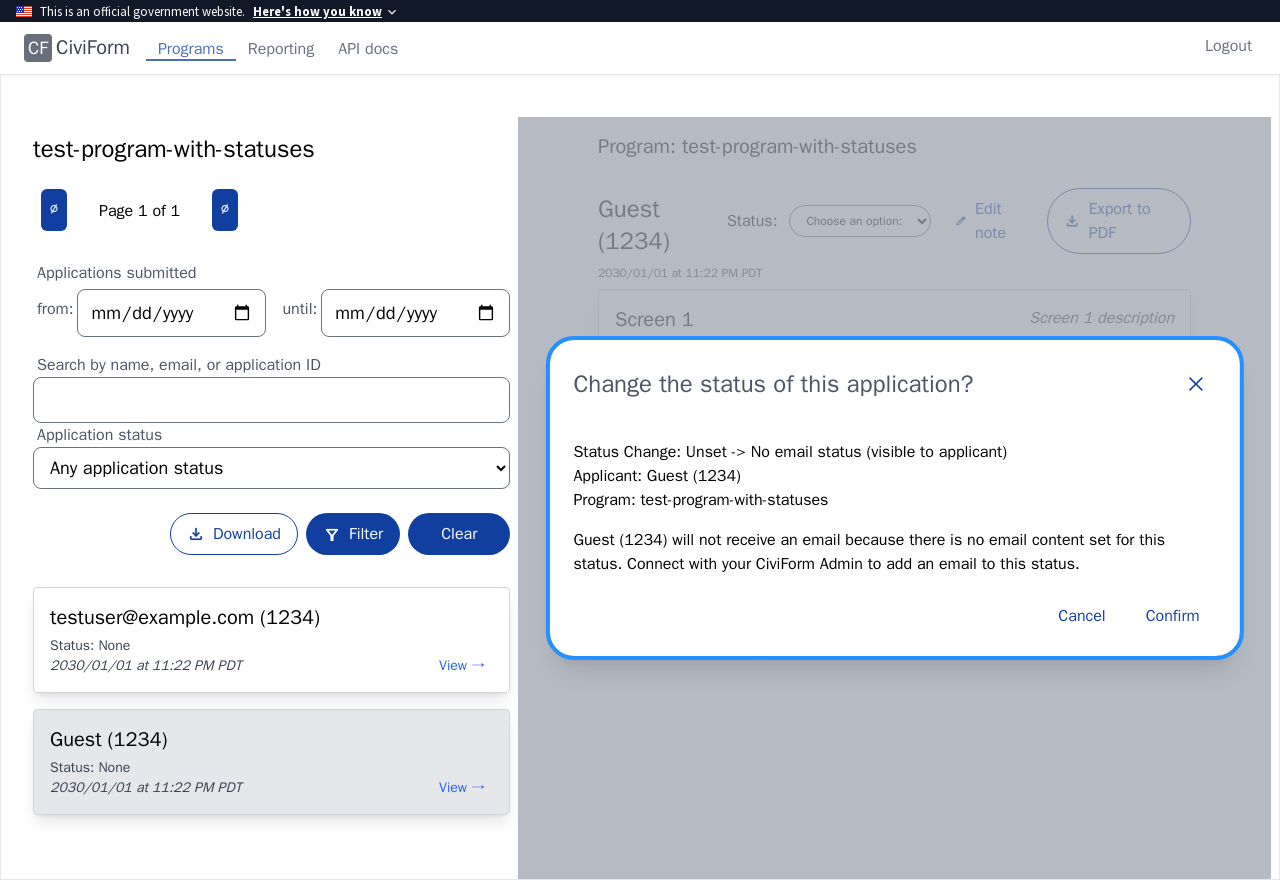 This is an official government website. Here's how you know
CF CiviForm Programs Reporting API docs Logout
test-program-with-statuses
Page 1 of 1
Applications submitted
from: mm/dd/yyyy until: mm/dd/yyyy
Search by name, email, or application ID
Application status
Any application status
Download Filter Clear
testuser@example.com (1234)
Status: None
2030/01/01 at 11:22 PM PDT View →
Guest (1234)
Status: None
2030/01/01 at 11:22 PM PDT View →
Program: test-program-with-statuses
Guest
(1234)
Status: Choose an option:
Edit
note
Export to
PDF
2030/01/01 at 11:22 PM PDT
Screen 1 Screen 1 description
Change the status of this application?
Status Change: Unset -> No email status (visible to applicant)
Applicant: Guest (1234)
Program: test-program-with-statuses
Guest (1234) will not receive an email because there is no email content set for this
status. Connect with your CiviForm Admin to add an email to this status.
Cancel Confirm